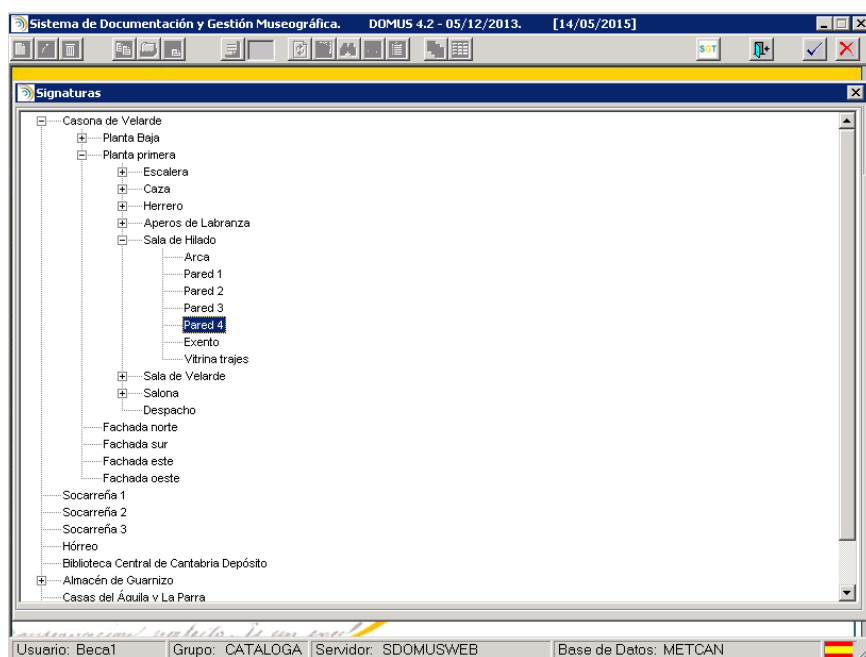 Sistema de Documentación y Gestión Museográfica. DOMUS 4.2 - 05/12/2013. [14/05/2015]
SGT
Signaturas
Casona de Velarde
Planta Baja
Planta primera
Escalera
Caza
Herrero
Aperos de Labranza
Sala de Hilado
Arca
Pared 1
Pared 2
Pared 3
Pared 4
Exento
Vitrina trajes
Sala de Velarde
Salona
Despacho
Fachada norte
Fachada sur
Fachada este
Fachada oeste
Socarreña 1
Socarreña 2
Socarreña 3
Hórreo
Biblioteca Central de Cantabria Depósito
Almacén de Guarnizo
Casas del Águila y La Parra
Usuario: Beca1 Grupo: CATALOGA Servidor: SDOMUSWEB Base de Datos: METCAN